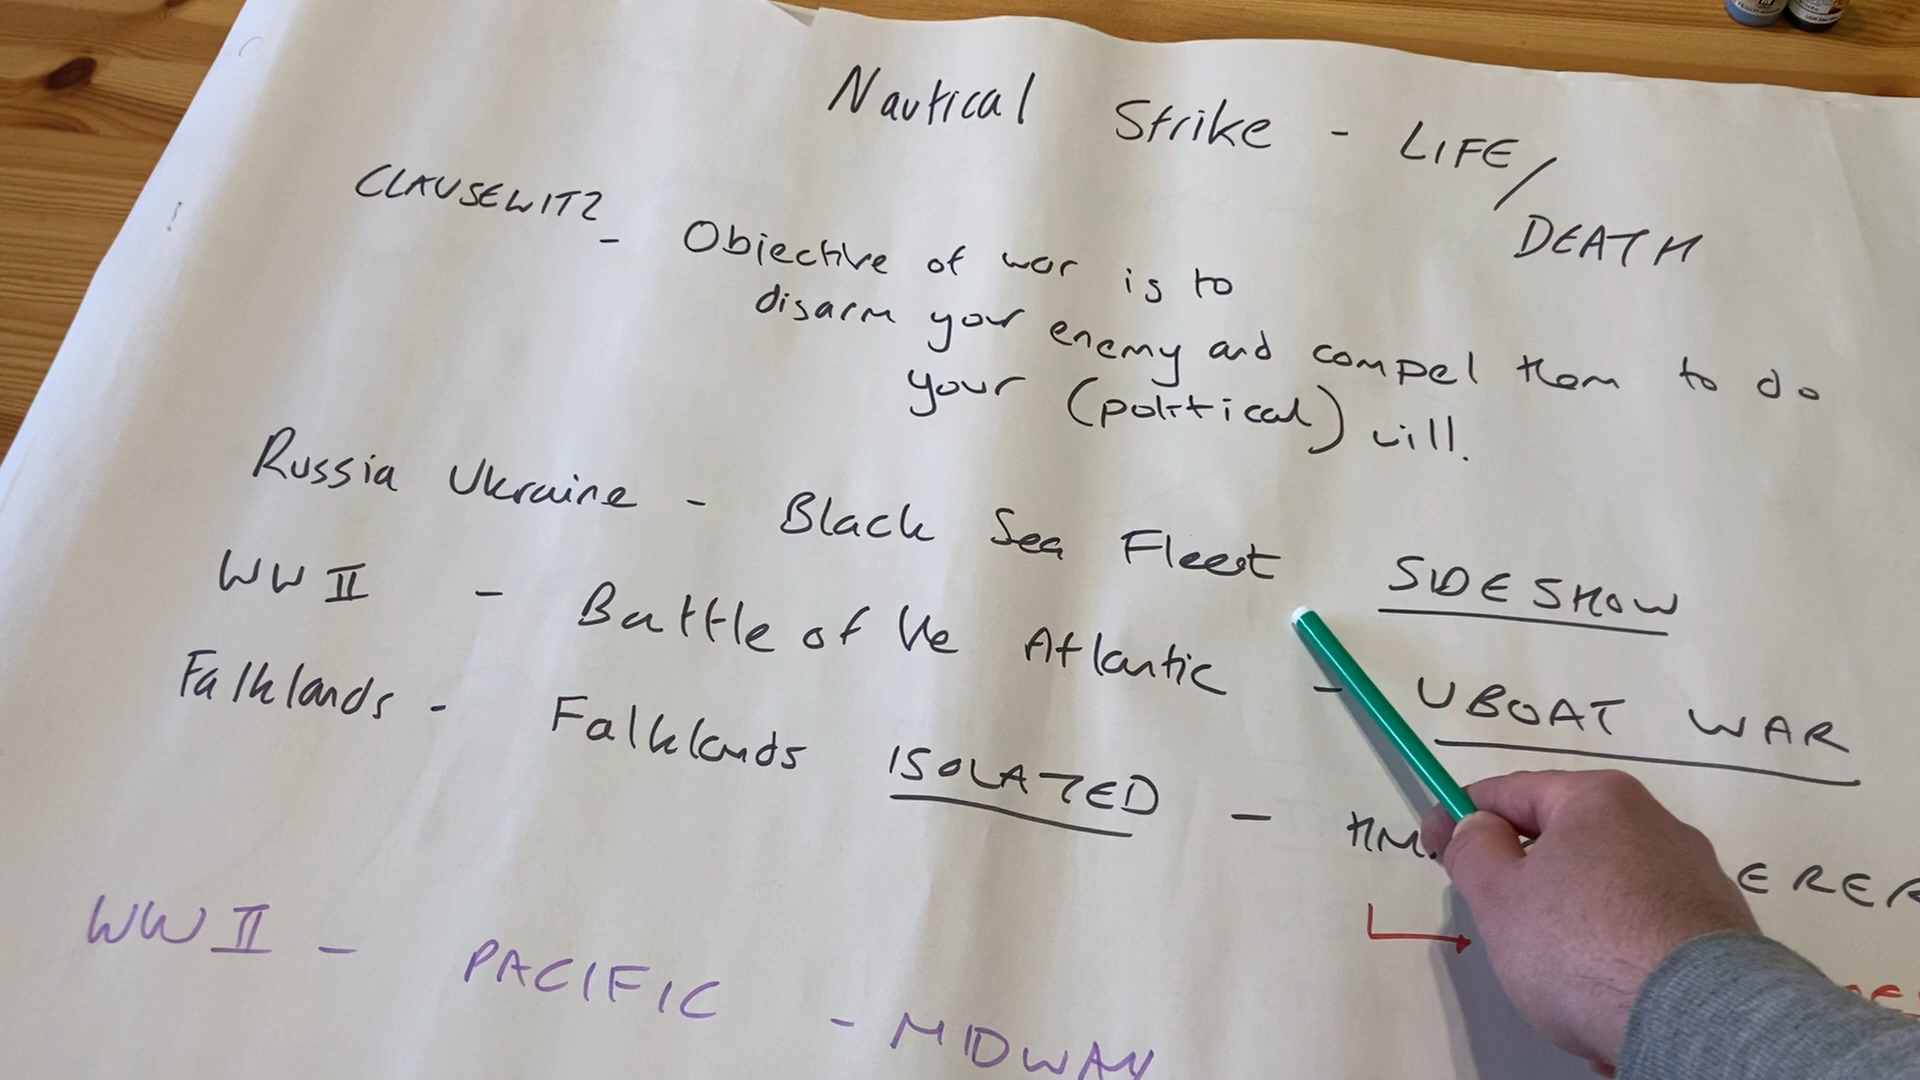 Nautical Strike - LIFE/
DEATH
CLAUSEWITZ - Objective of war is to
disarm your enemy and compel them to do
your (political) will.
Russia Ukraine - Black Sea Fleet SIDESHOW
WW II - Battle of the Atlantic - UBOAT WAR
Falklands - Falklands ISOLATED - HM
WW II - PACIFIC - MIDWAY